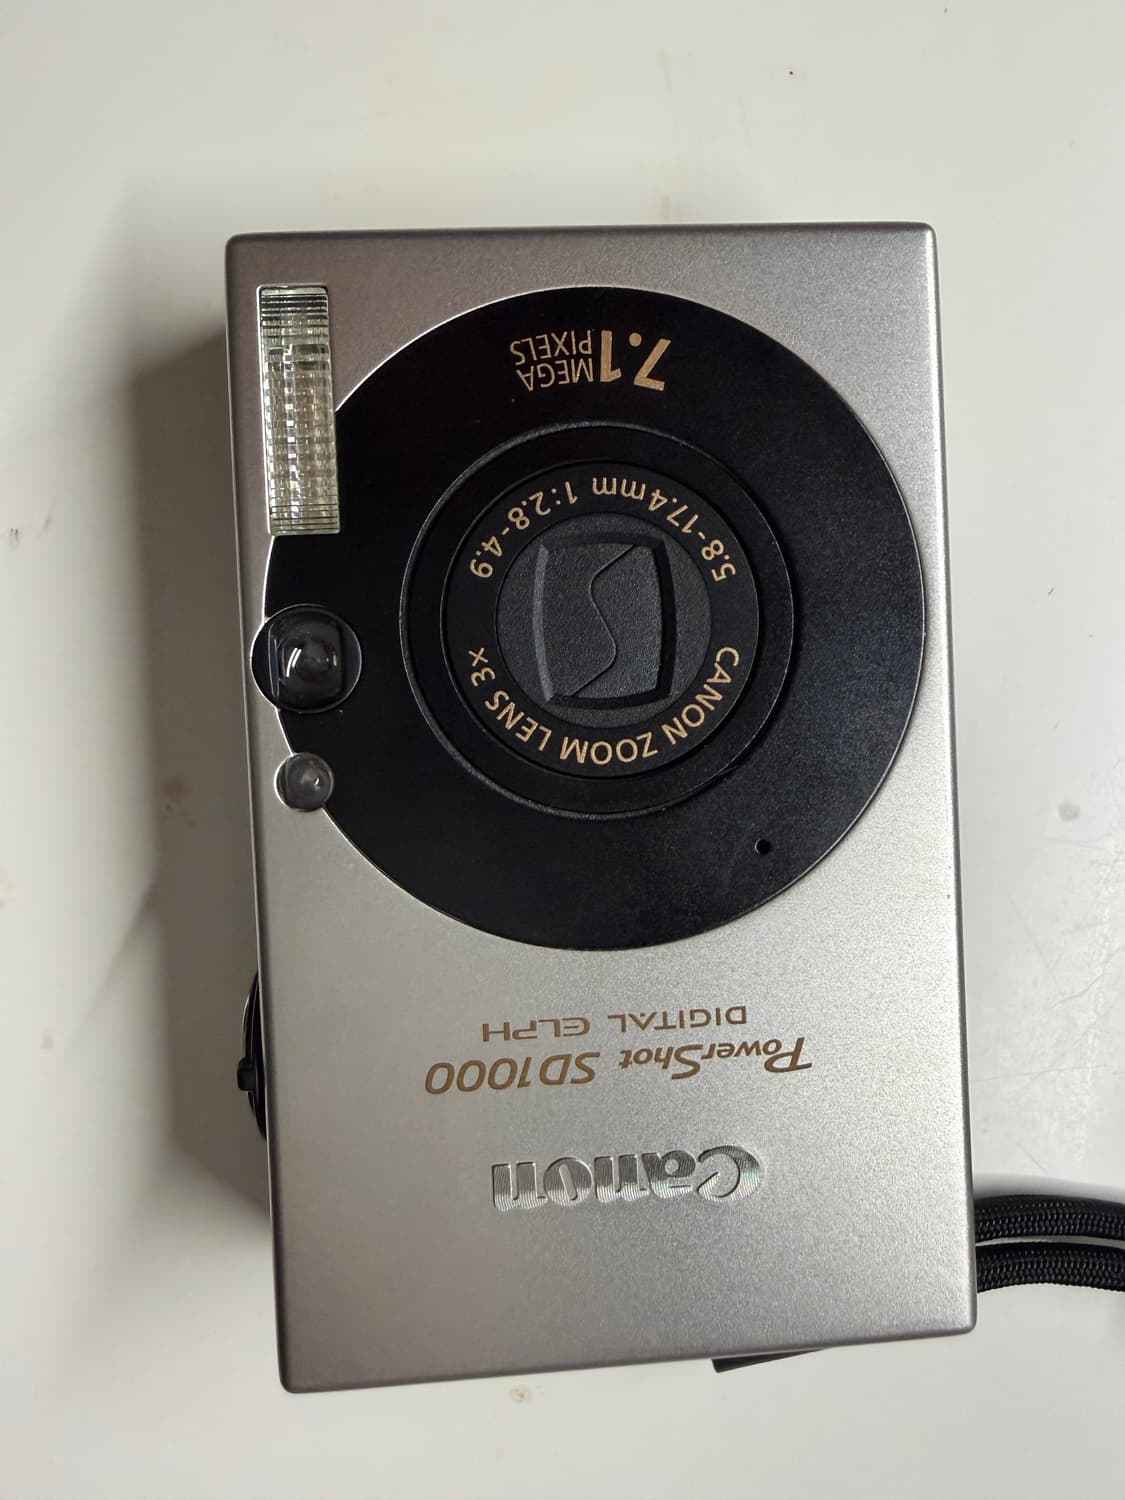 Canon
PowerShot SD1000
DIGITAL ELPH
CANON ZOOM LENS 3x
5.8-17.4mm 1:2.8-4.9
7.1 MEGA
PIXELS